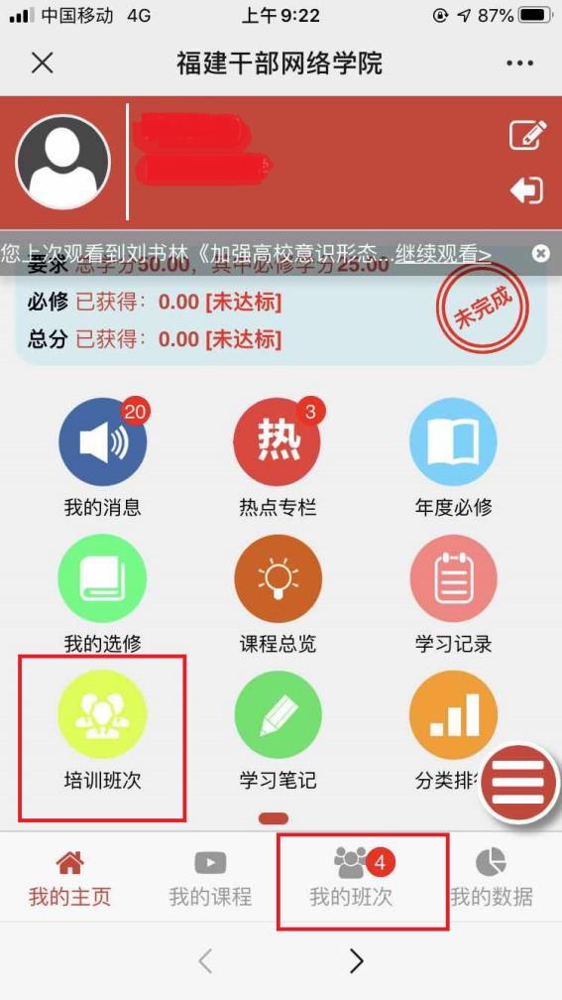 中国移动 4G 上午9:22 87%
福建干部网络学院
您上次观看到刘书林《加强高校意识形态...继续观看>
要求 总学分50.00，其中必修学分25.00
必修 已获得：0.00 [未达标]
总分 已获得：0.00 [未达标]
未完成
20 热 3
我的消息 热点专栏 年度必修
我的选修 课程总览 学习记录
培训班次 学习笔记 分类排
4
我的主页 我的课程 我的班次 我的数据